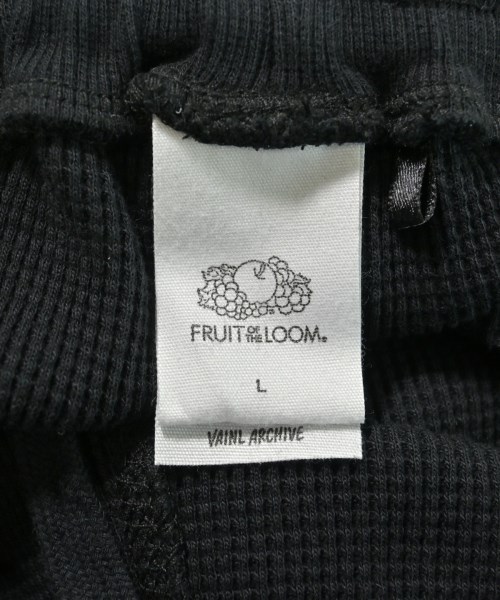 FRUIT OF THE LOOM®
L
VAINL ARCHIVE